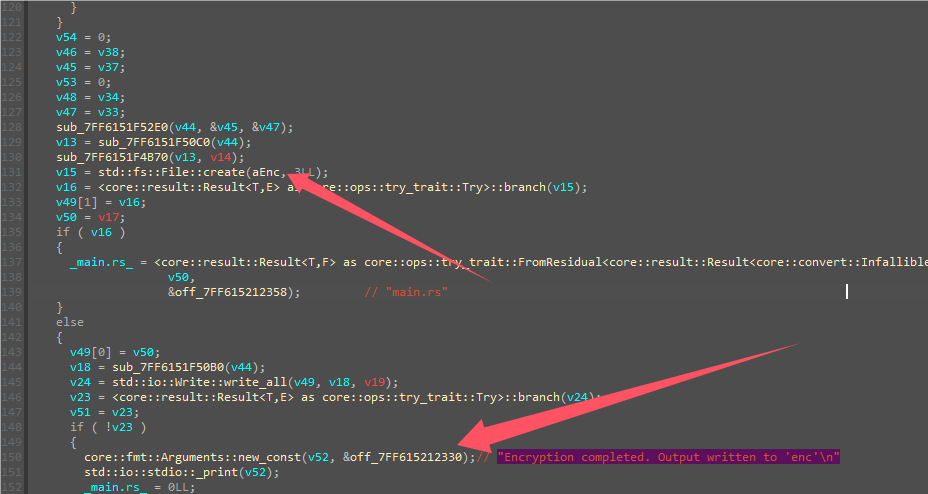 120 }
121 }
122 v54 = 0;
123 v46 = v38;
124 v45 = v37;
125 v53 = 0;
126 v48 = v34;
127 v47 = v33;
128 sub_7FF6151F52E0(v44, &v45, &v47);
129 v13 = sub_7FF6151F50C0(v44);
130 sub_7FF6151F4B70(v13, v14);
131 v15 = std::fs::File::create(aEnc, 3LL);
132 v16 = <core::result::Result<T,E> as core::ops::try_trait::Try>::branch(v15);
133 v49[1] = v16;
134 v50 = v17;
135 if ( v16 )
136 {
137 _main.rs_ = <core::result::Result<T,F> as core::ops::try_trait::FromResidual<core::result::Result<core::convert::Infallible
138 v50,
139 &off_7FF615212358); // "main.rs"
140 }
141 else
142 {
143 v49[0] = v50;
144 v18 = sub_7FF6151F50B0(v44);
145 v24 = std::io::Write::write_all(v49, v18, v19);
146 v23 = <core::result::Result<T,E> as core::ops::try_trait::Try>::branch(v24);
147 v51 = v23;
148 if ( !v23 )
149 {
150 core::fmt::Arguments::new_const(v52, &off_7FF615212330);// "Encryption completed. Output written to 'enc'\n"
151 std::io::stdio::_print(v52);
152 _main.rs_ = 0LL;